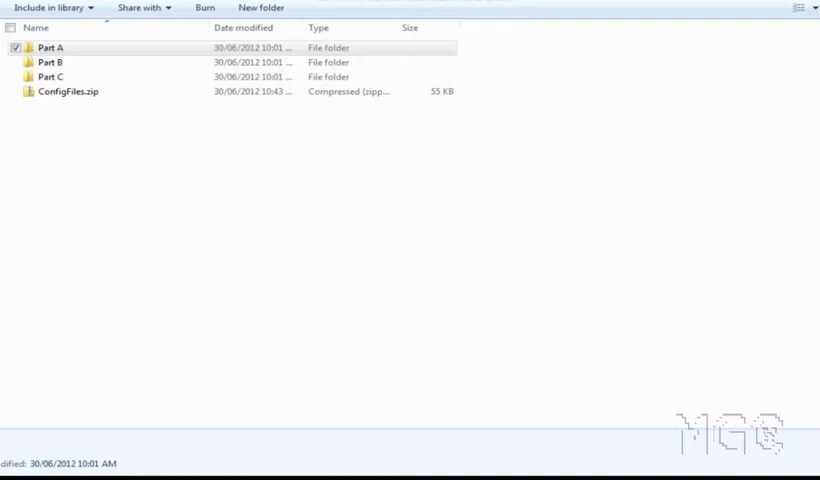 Include in library Share with Burn New folder
Name Date modified Type Size
Part A 30/06/2012 10:01 ... File folder
Part B 30/06/2012 10:01 ... File folder
Part C 30/06/2012 10:01 ... File folder
ConfigFiles.zip 30/06/2012 10:43 ... Compressed (zipp... 55 KB
MGQ
dified: 30/06/2012 10:01 AM